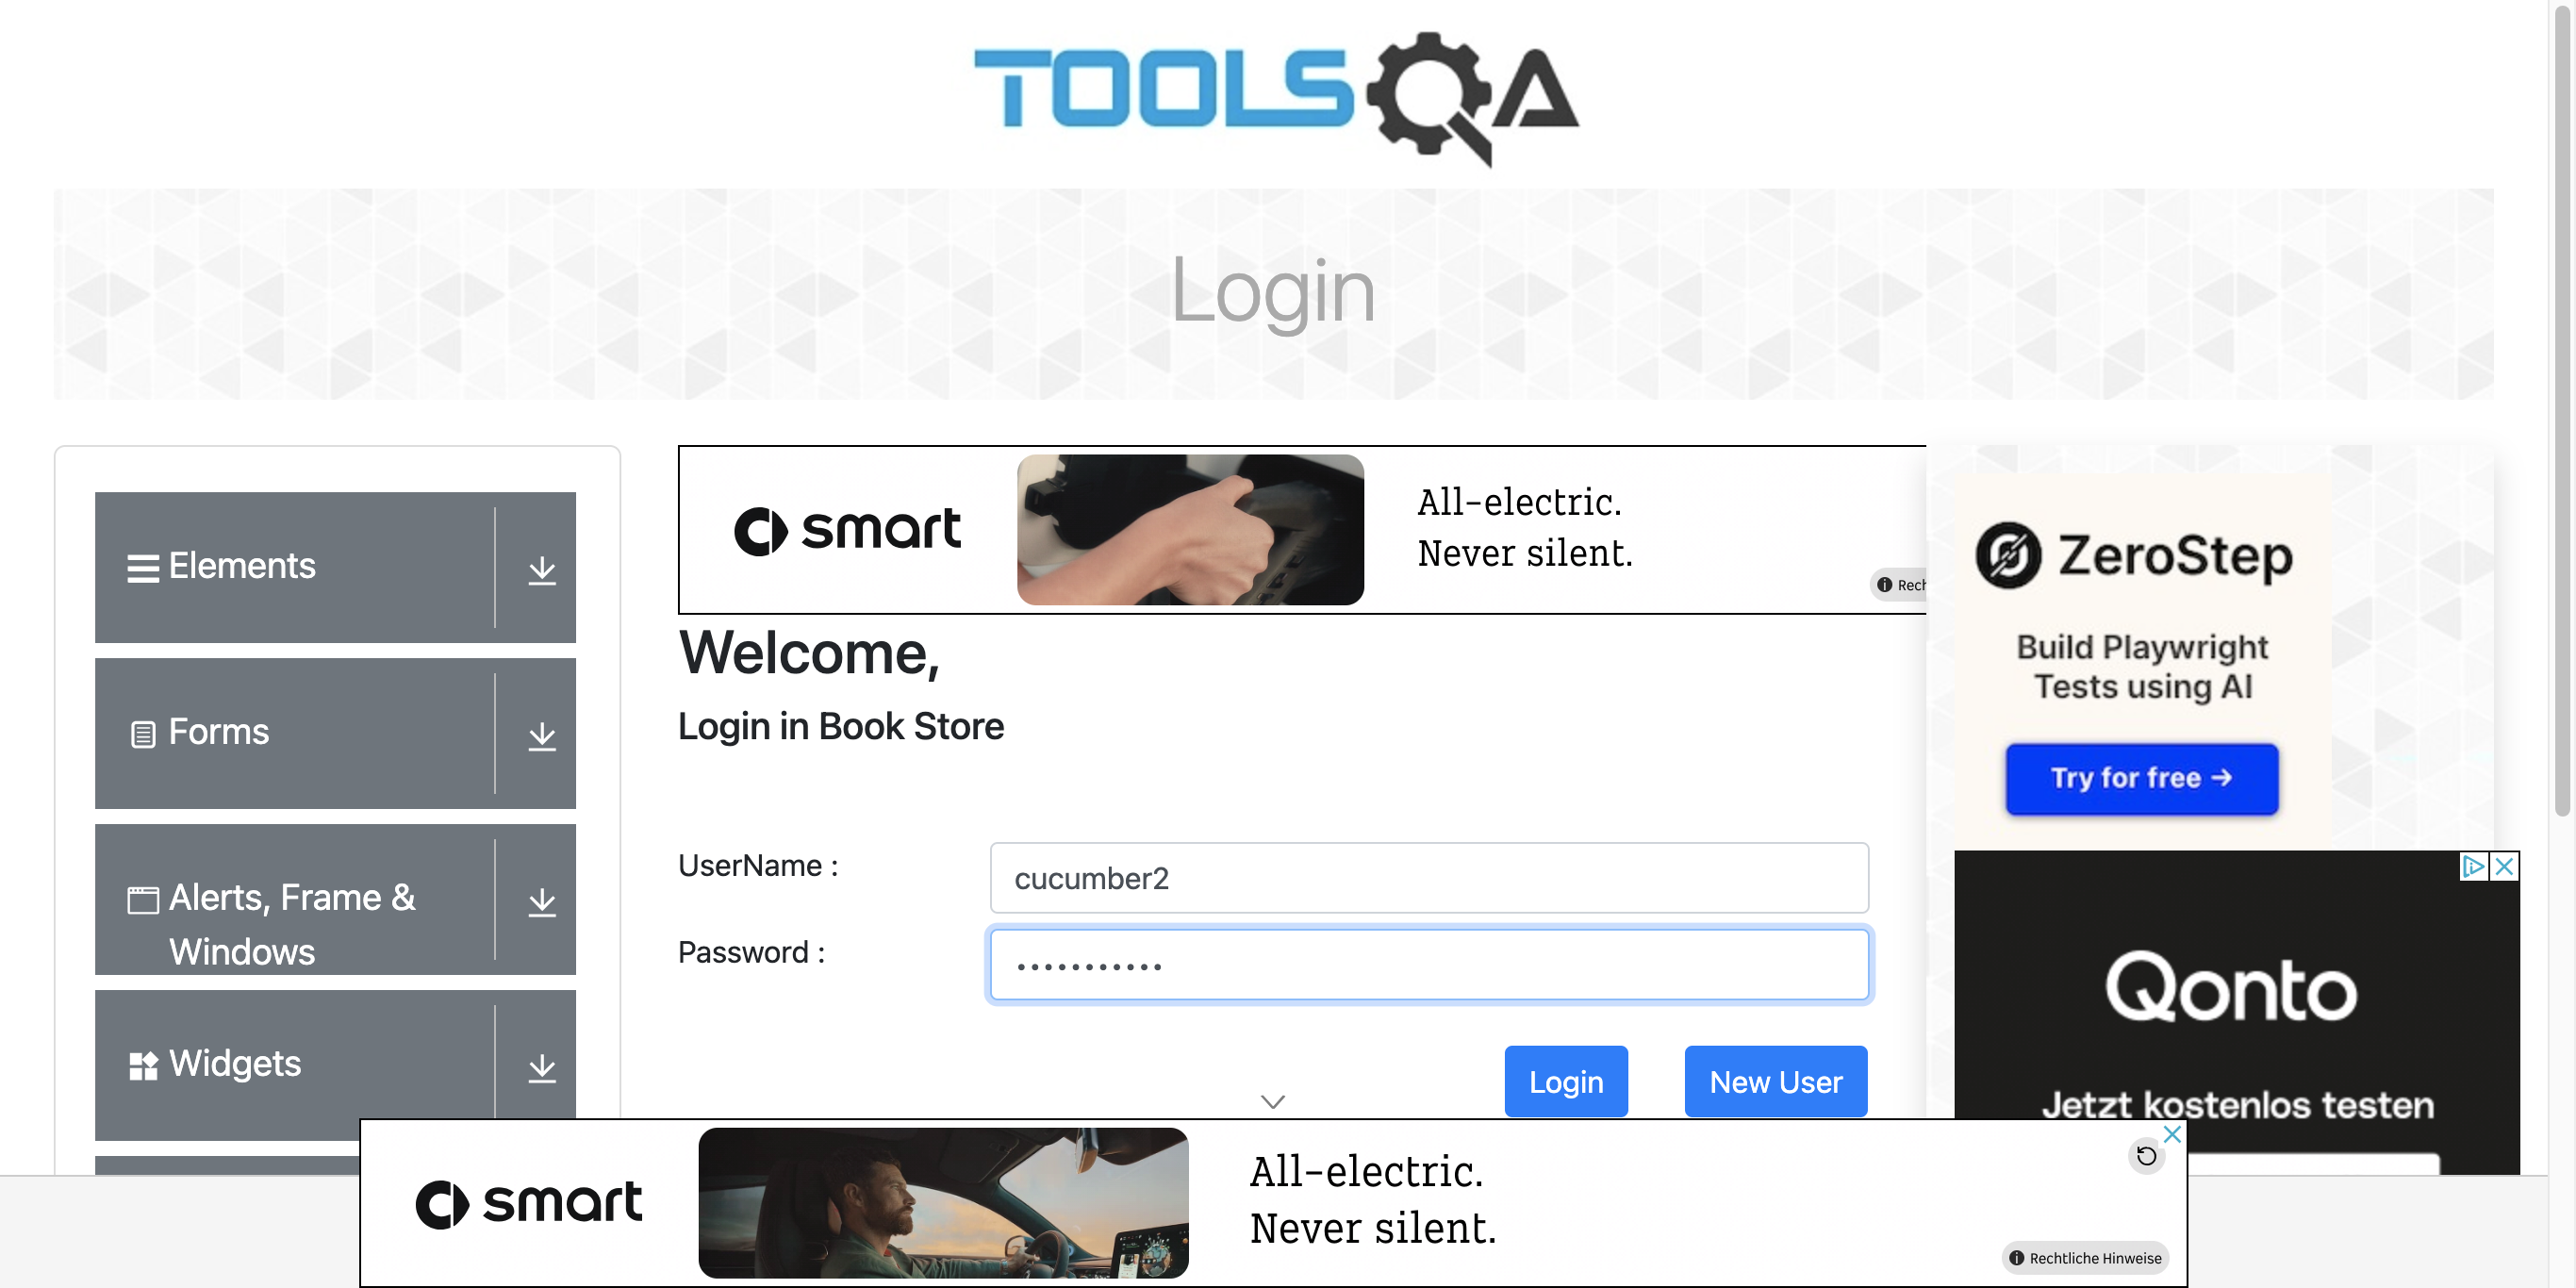 TOOLSQA
Login
Elements
Forms
Alerts, Frame &
Windows
Widgets
smart
All-electric.
Never silent.
Rech
Welcome,
Login in Book Store
UserName :
cucumber2
Password :
•••••••••••
Login
New User
ZeroStep
Build Playwright
Tests using AI
Try for free →
Qonto
Jetzt kostenlos testen
smart
All-electric.
Never silent.
Rechtliche Hinweise